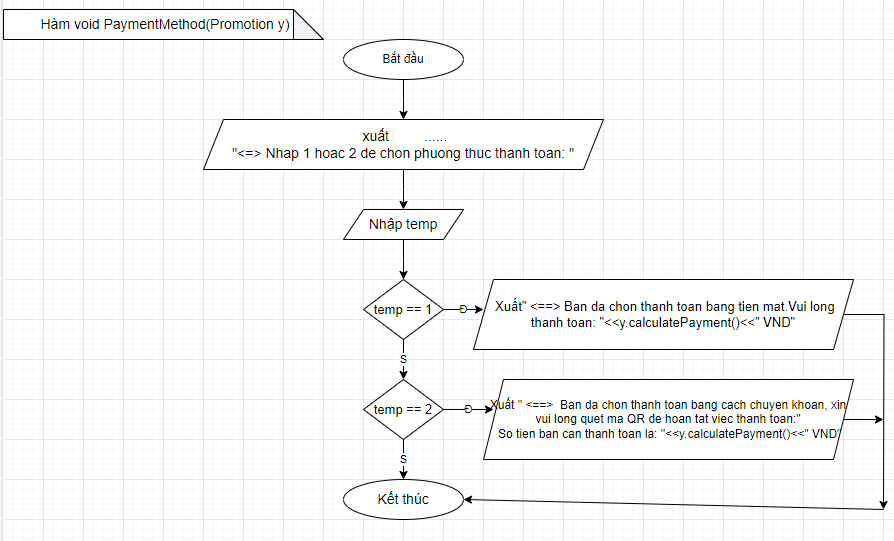 Hàm void PaymentMethod(Promotion y)
Bắt đầu
xuất ......
"<=> Nhap 1 hoac 2 de chon phuong thuc thanh toan: "
Nhập temp
temp == 1
Đ
Xuất" <==> Ban da chon thanh toan bang tien mat.Vui long
thanh toan: "<<y.calculatePayment()<<" VND"
S
temp == 2
Đ
Xuất " <==> Ban da chon thanh toan bang cach chuyen khoan, xin
vui long quet ma QR de hoan tat viec thanh toan:"
So tien ban can thanh toan la: "<<y.calculatePayment()<<" VND"
S
Kết thúc